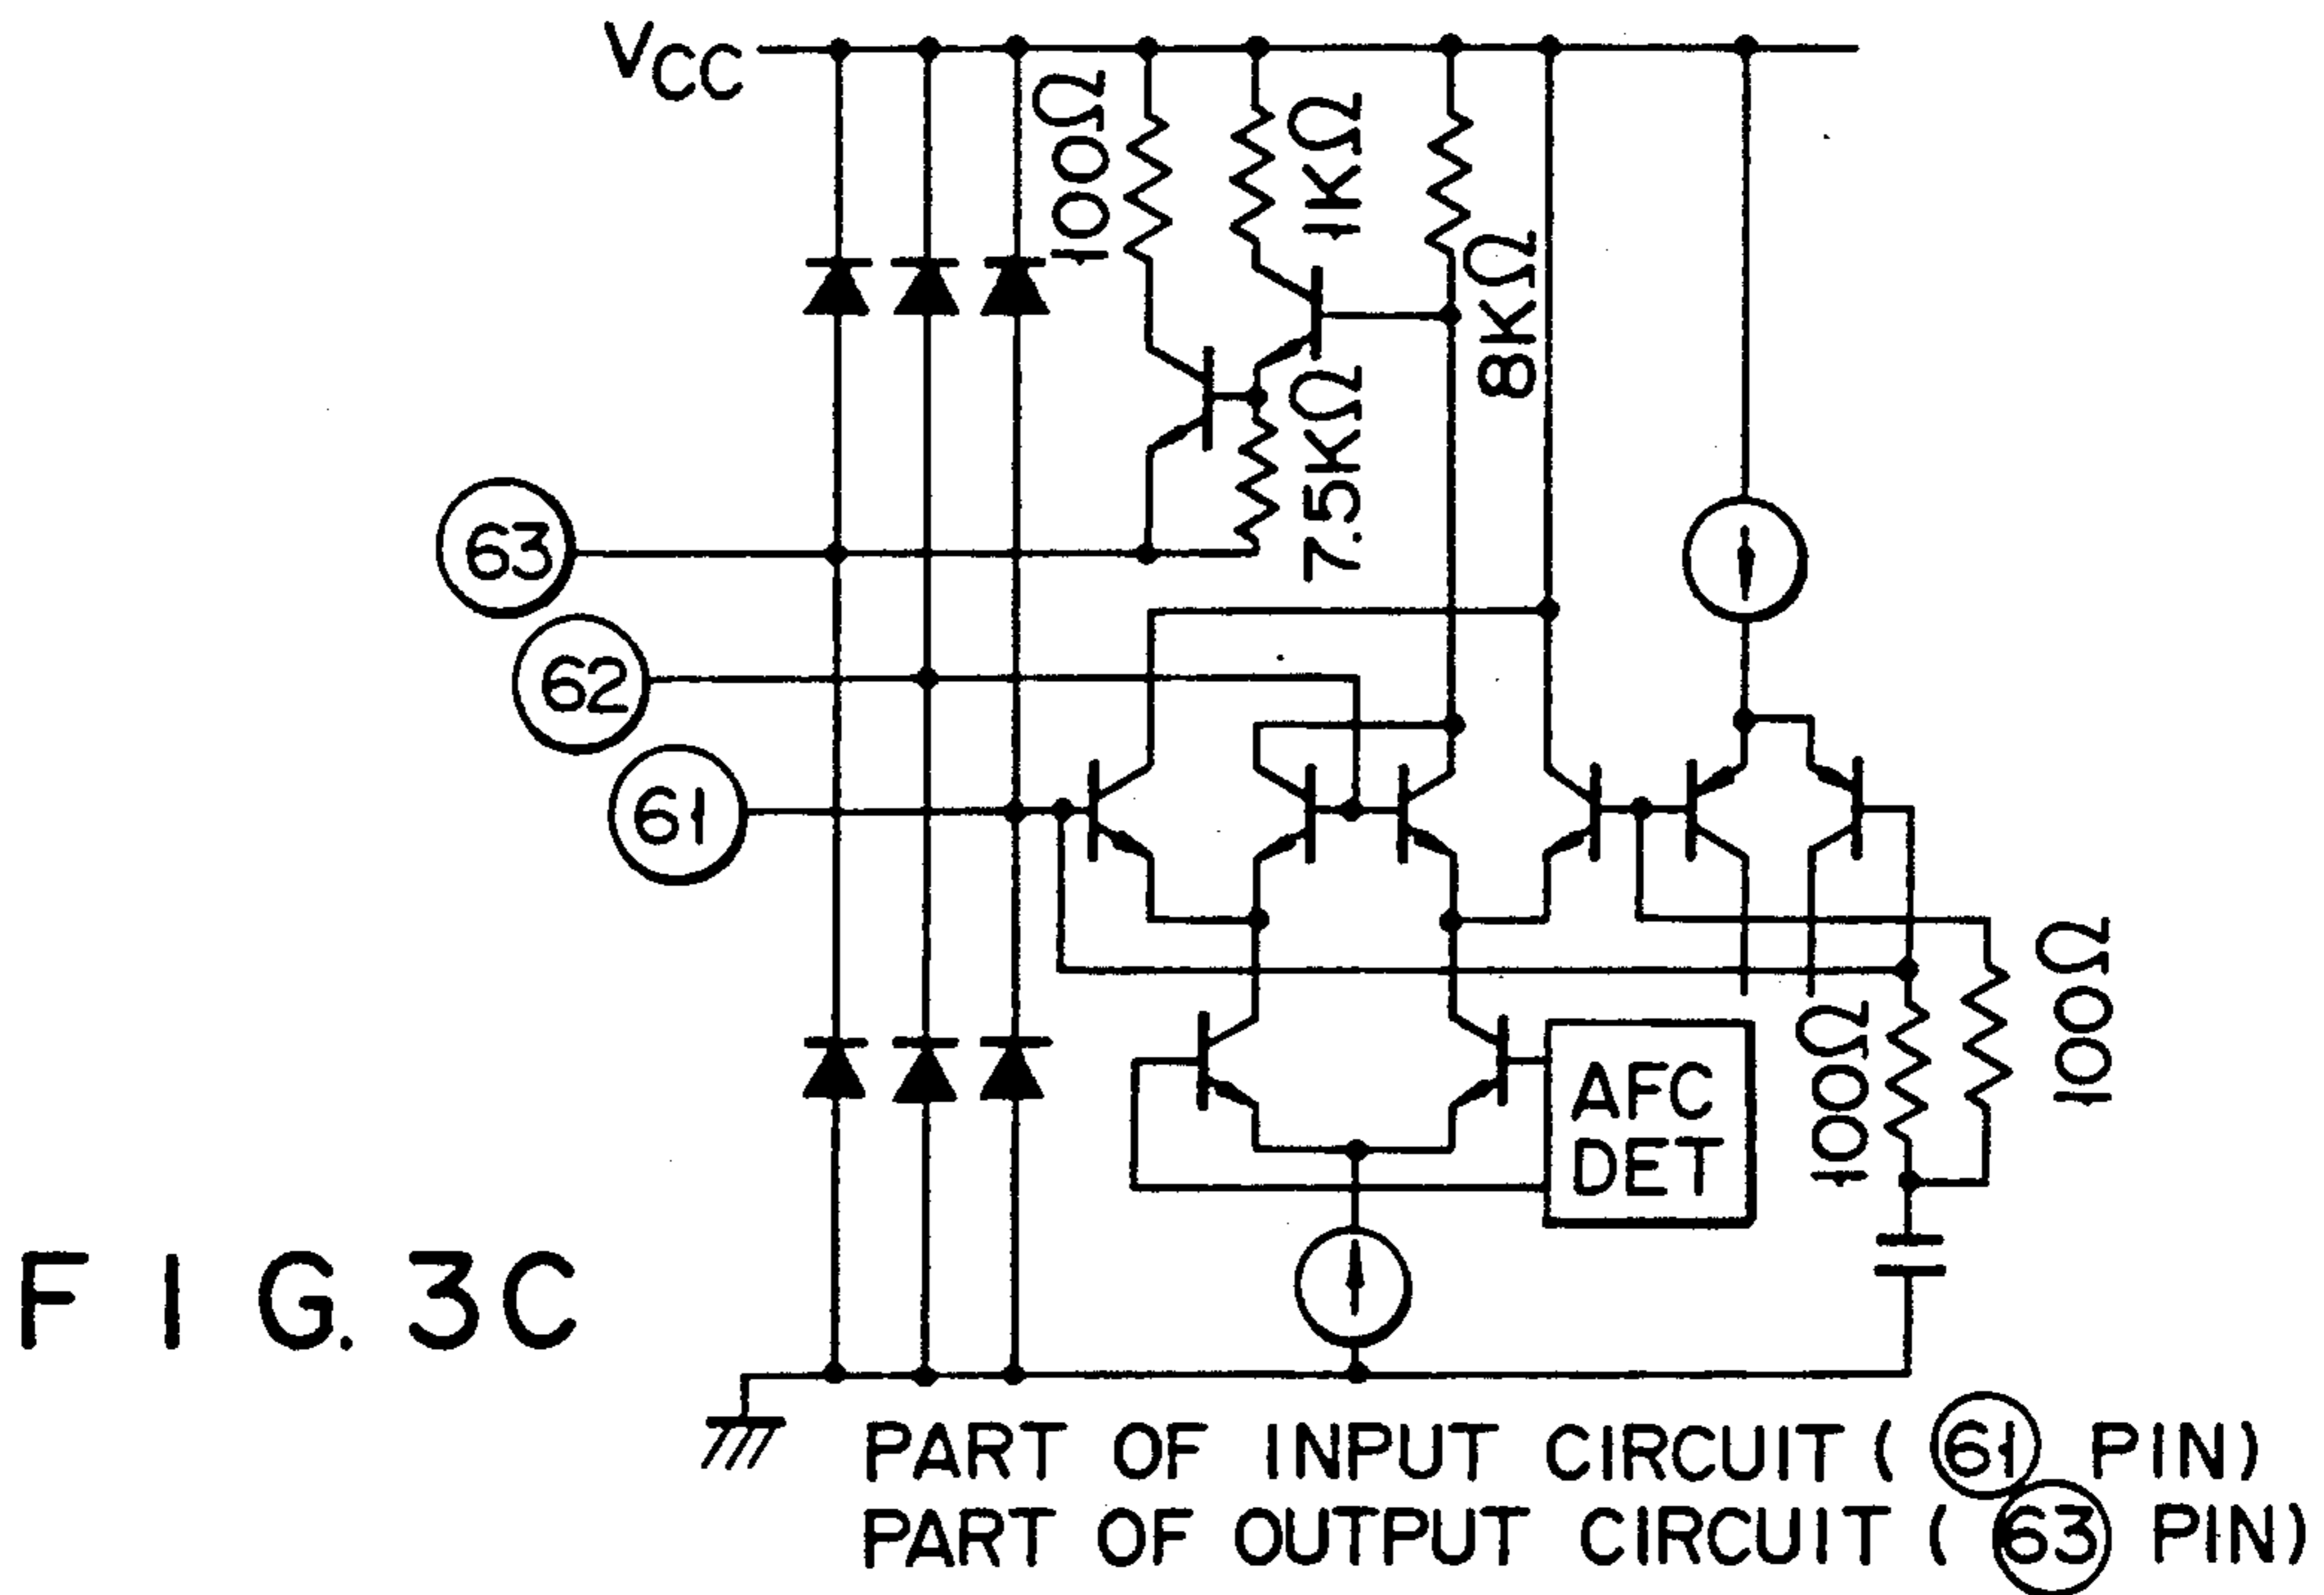 VCC
100Ω
1KΩ
8KΩ
7.5KΩ
63
62
61
100Ω
100Ω
AFC
DET
FIG. 3C
PART OF INPUT CIRCUIT ( 61 PIN)
PART OF OUTPUT CIRCUIT ( 63 PIN)